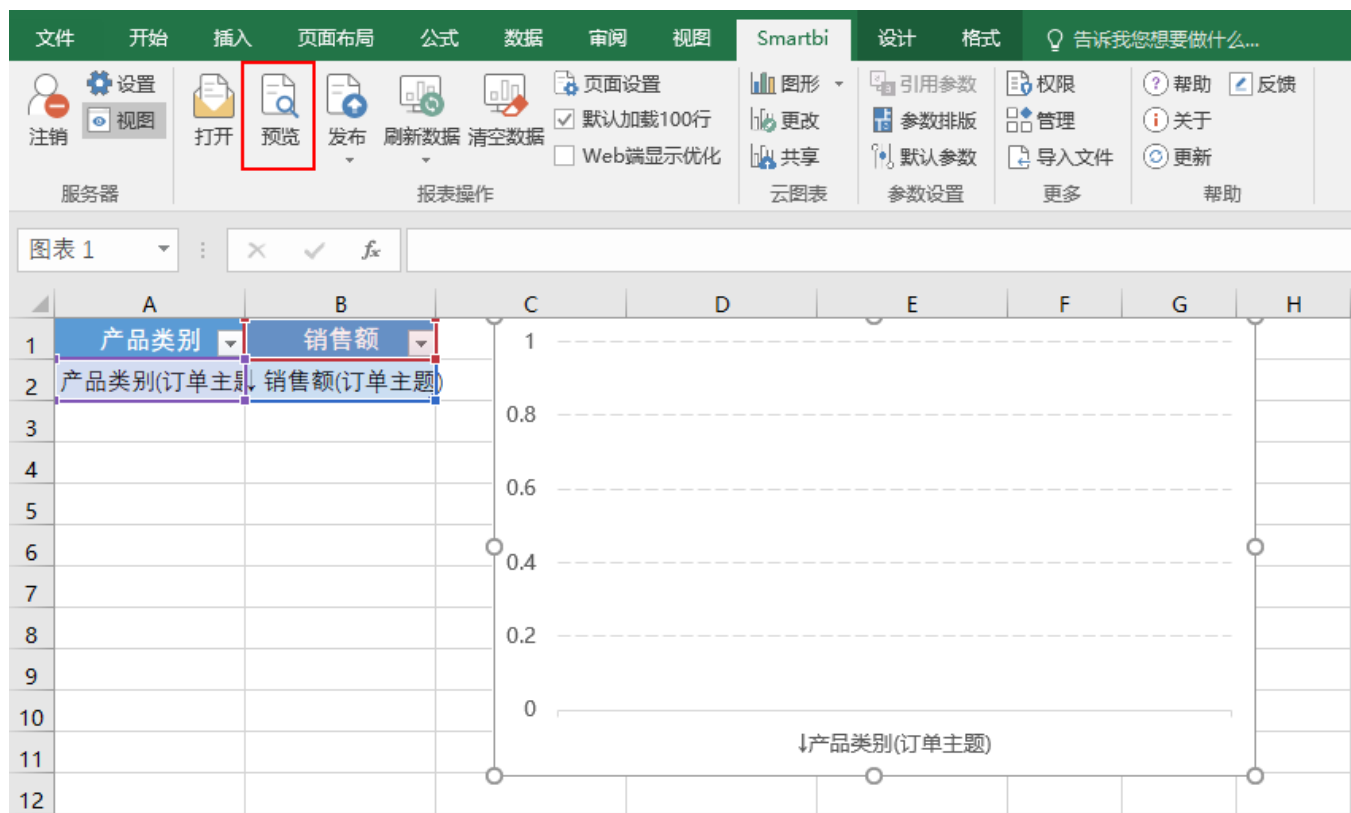 文件 开始 插入 页面布局 公式 数据 审阅 视图 Smartbi 设计 格式 告诉我您想要做什么...
注销 设置 视图 打开 预览 发布 刷新数据 清空数据 页面设置 图形 引用参数 权限 帮助 反馈
默认加载100行 更改 参数排版 管理 关于
Web端显示优化 共享 默认参数 导入文件 更新
服务器 报表操作 云图表 参数设置 更多 帮助
图表 1 fx
A B C D E F G H
1 产品类别 销售额
2 产品类别(订单主 ↓ 销售额(订单主题)
3
4
5
6
7
8
9
10
11
12
1
0.8
0.6
0.4
0.2
0
↓产品类别(订单主题)